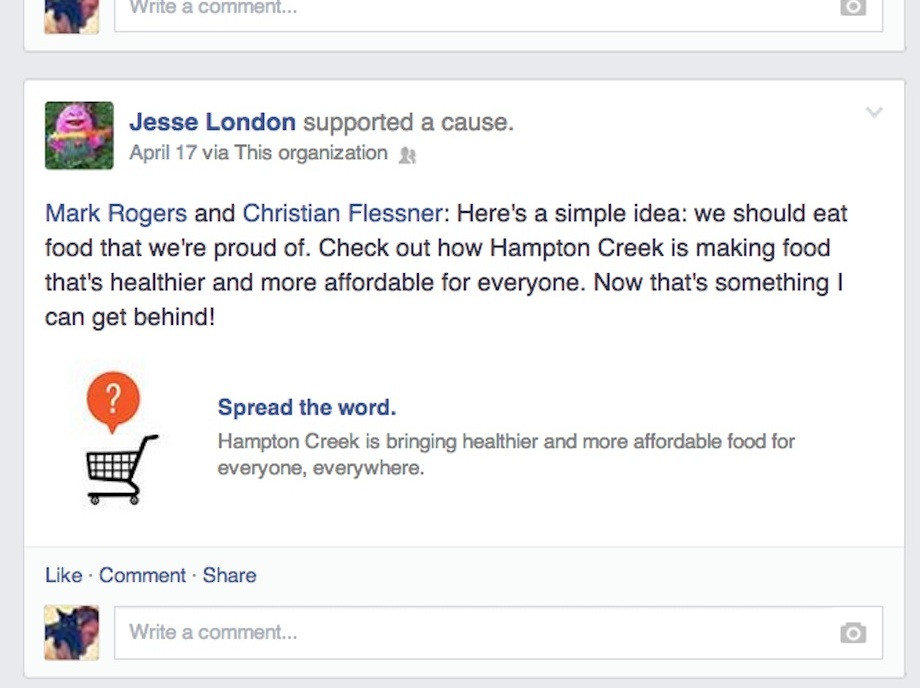 Write a comment...
Jesse London supported a cause.
April 17 via This organization
Mark Rogers and Christian Flessner: Here's a simple idea: we should eat
food that we're proud of. Check out how Hampton Creek is making food
that's healthier and more affordable for everyone. Now that's something I
can get behind!
?
Spread the word.
Hampton Creek is bringing healthier and more affordable food for
everyone, everywhere.
Like · Comment · Share
Write a comment...